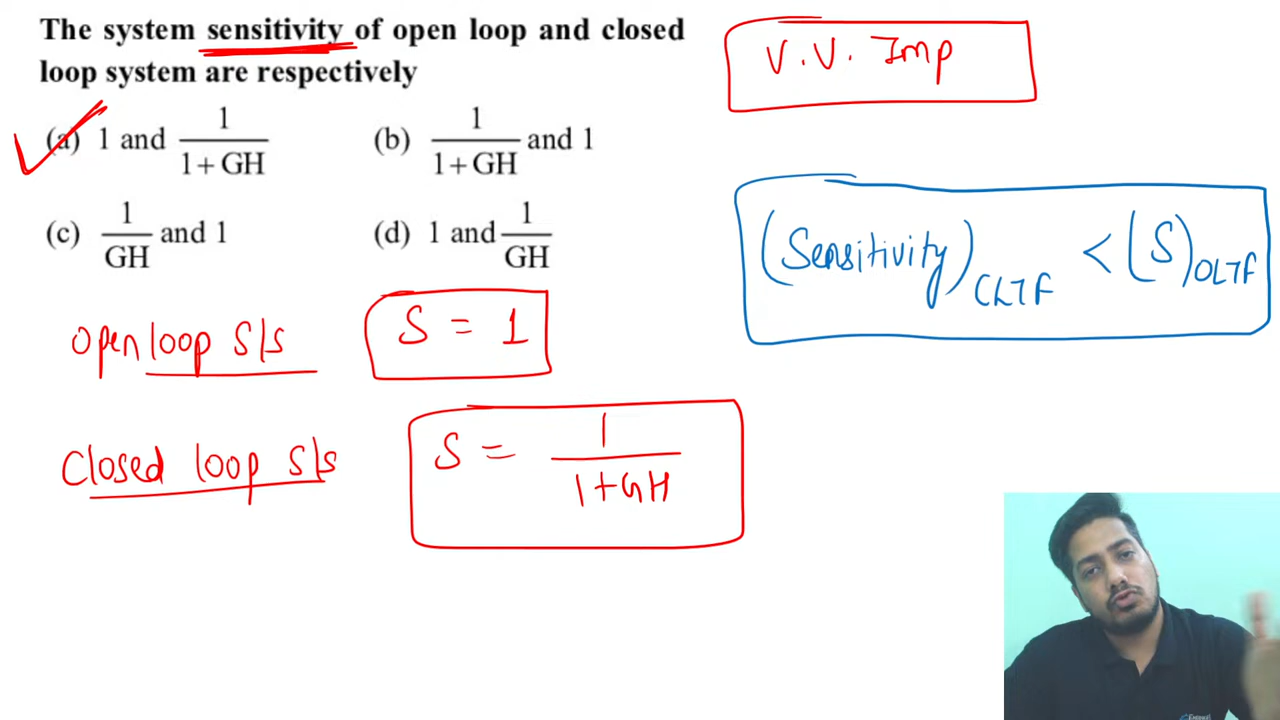 The system sensitivity of open loop and closed
loop system are respectively
(a) 1 and 1/(1+GH)
(b) 1/(1+GH) and 1
(c) 1/GH and 1
(d) 1 and 1/GH
V.V. Imp
(Sensitivity)CLTF < (S)OLTF
Open loop S/s
S = 1
Closed loop S/s
S = 1/(1+GH)